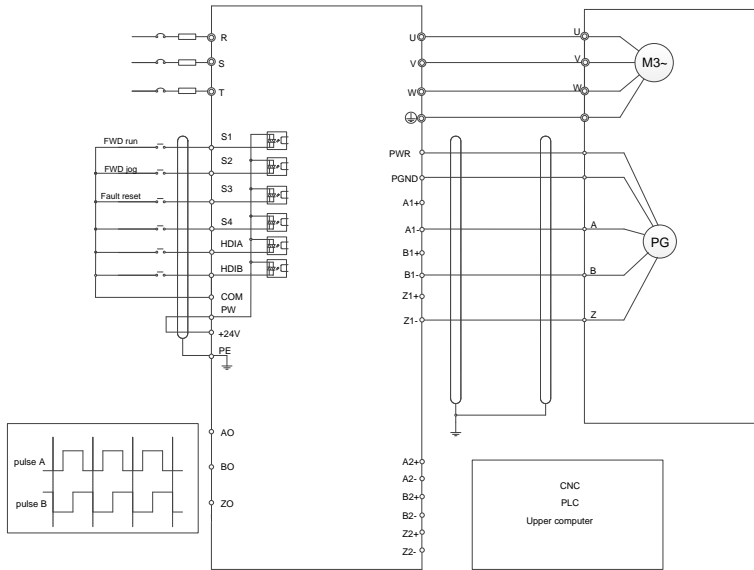 R
S
T
FWD run
S1
FWD jog
S2
Fault reset
S3
S4
HDIA
HDIB
COM
PW
+24V
PE
AO
BO
ZO
pulse A
pulse B
U
V
W
PWR
PGND
A1+
A1-
B1+
B1-
Z1+
Z1-
A2+
A2-
B2+
B2-
Z2+
Z2-
U
V
W
M3~
A
B
Z
PG
CNC
PLC
Upper computer